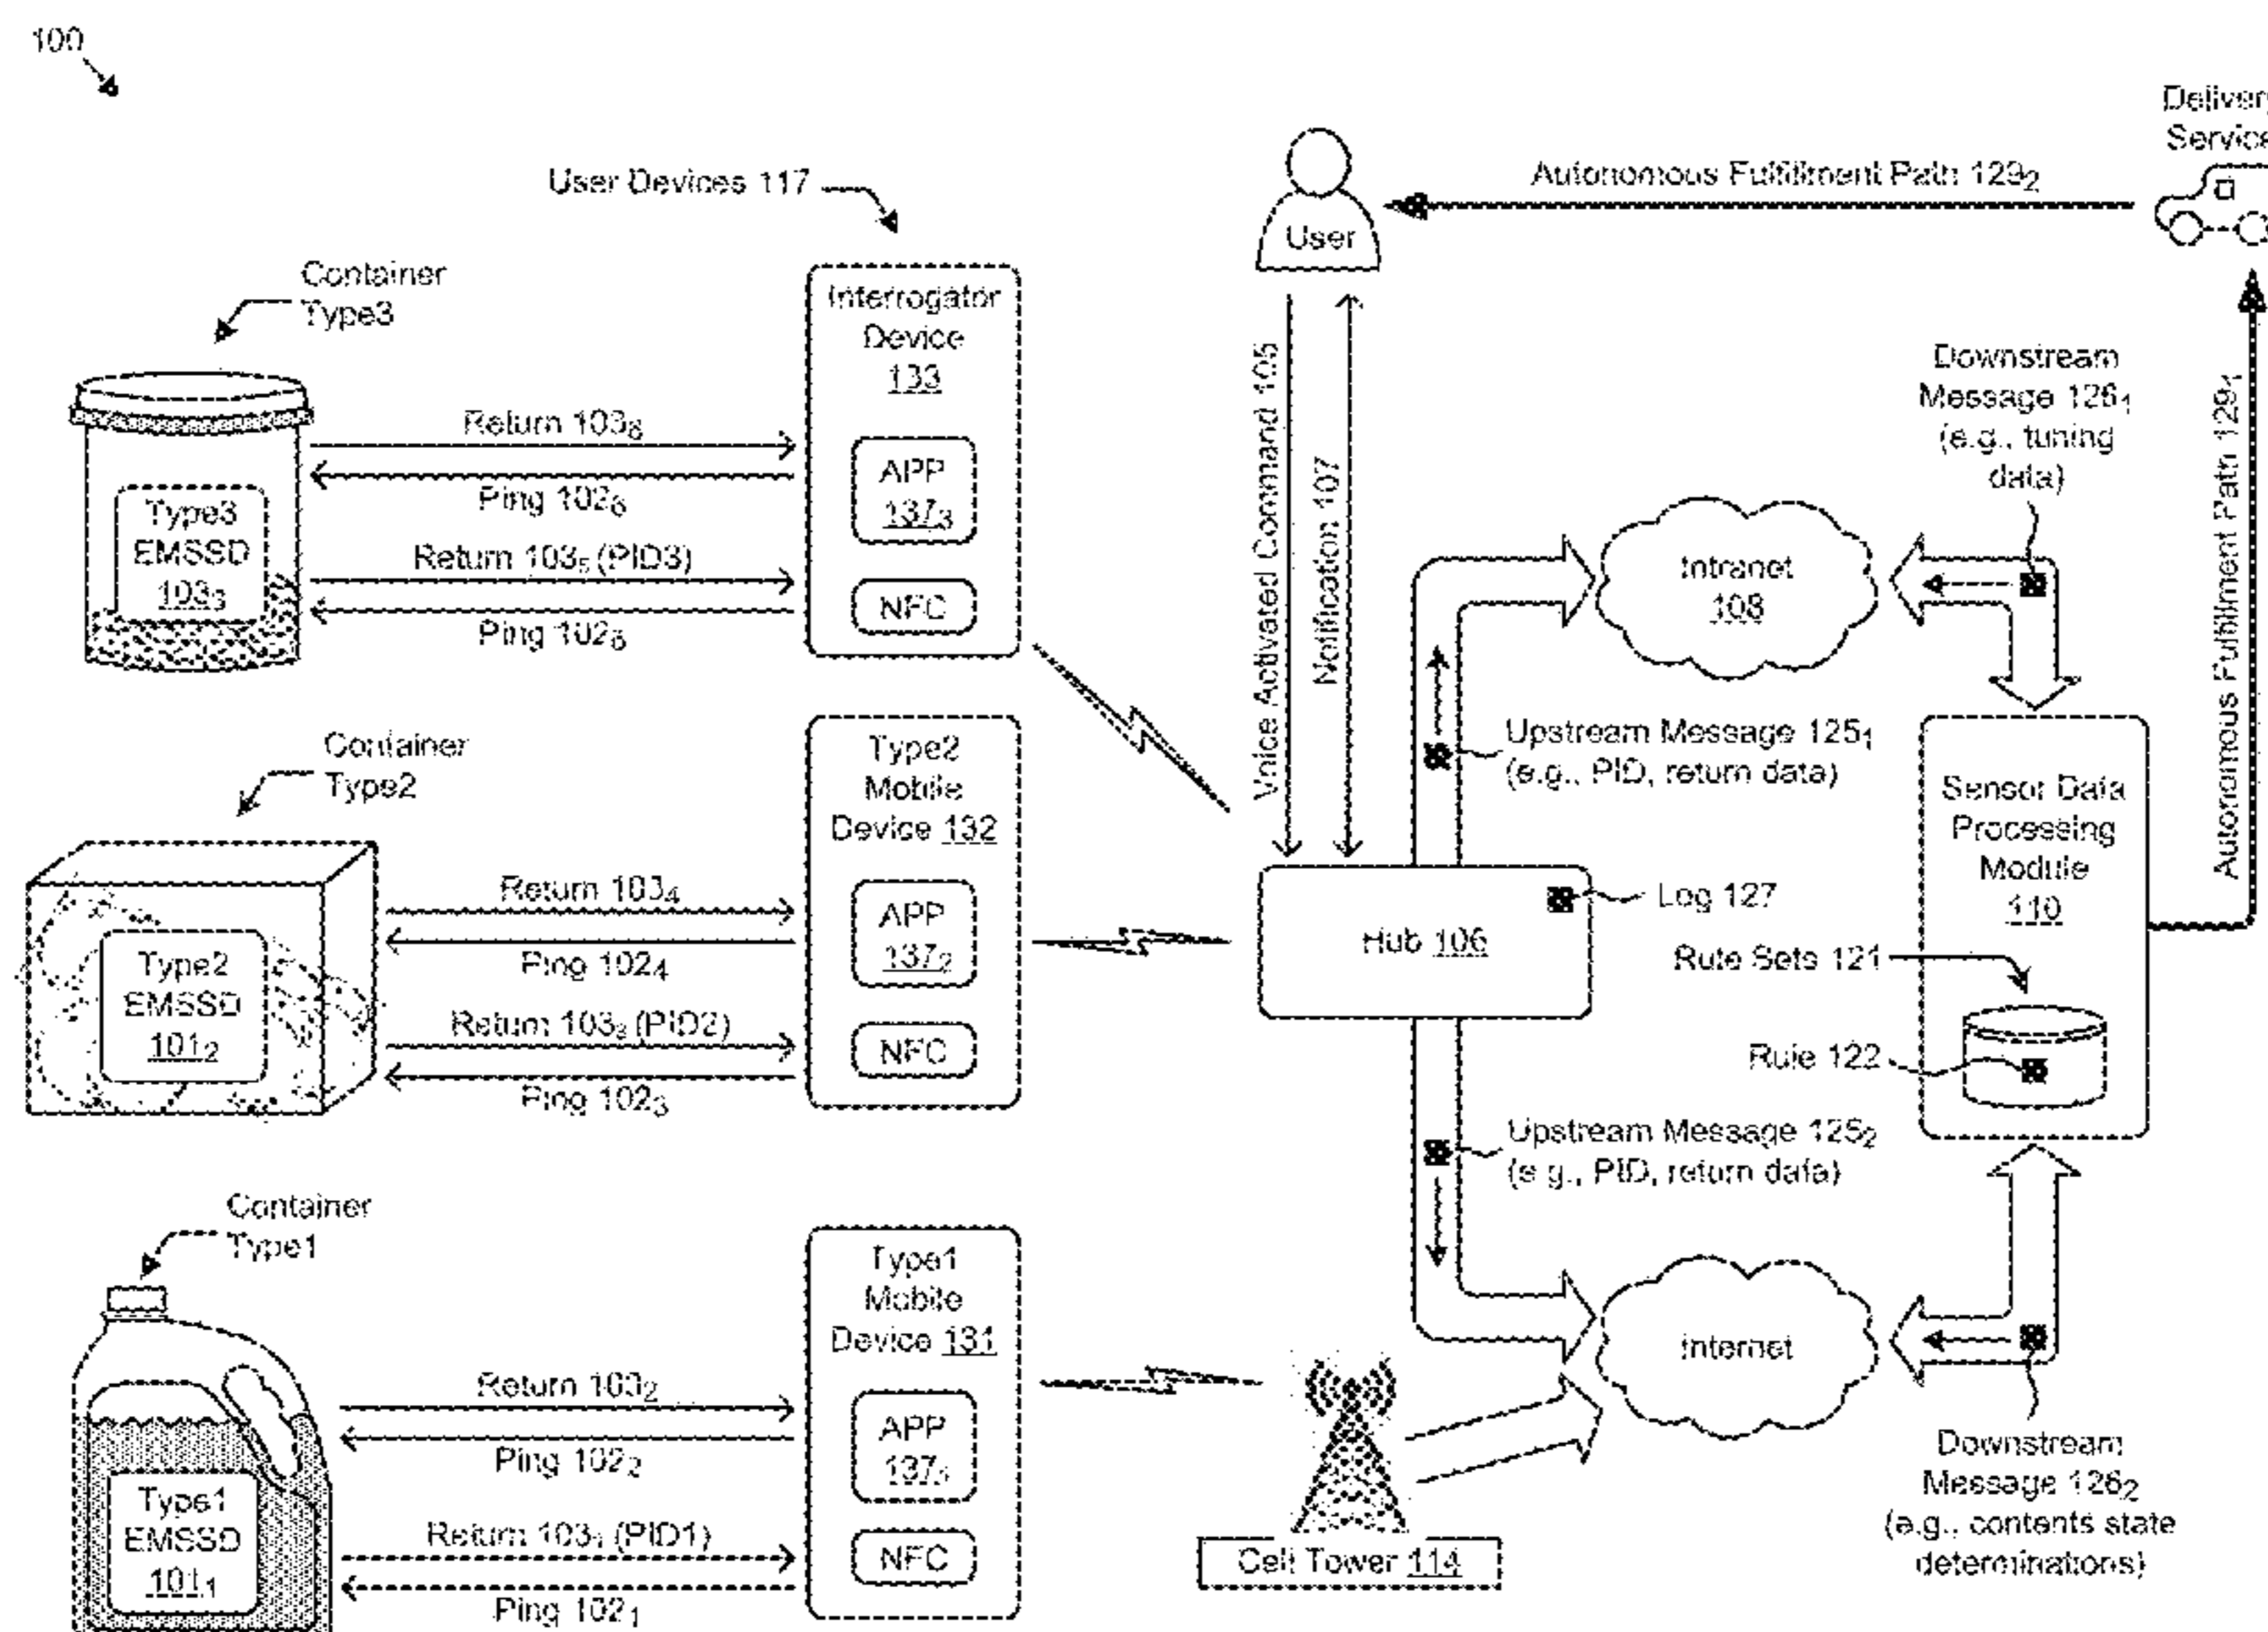 100
User Devices 117
Container
Type3
Return 103₆
Ping 102₆
Type3
EMSSD
103₃
Return 103₅ (PID3)
Ping 102₅
Interrogator
Device
133
APP
137₃
NFC
Container
Type2
Return 103₄
Ping 102₄
Type2
EMSSD
101₂
Return 103₃ (PID2)
Ping 102₃
Type2
Mobile
Device 132
APP
137₂
NFC
Container
Type1
Return 103₂
Ping 102₂
Type1
EMSSD
101₁
Return 103₁ (PID1)
Ping 102₁
Type1
Mobile
Device 131
APP
137₁
NFC
User
Autonomous Fulfillment Path 129₂
Service
Voice Activated Command 105
Notification 107
Downstream
Message 126₁
(e.g., tuning
data)
Autonomous Fulfillment Path 129₁
Intranet
108
Upstream Message 125₁
(e.g., PID, return data)
Sensor Data
Processing
Module
110
Hub 106
Log 127
Rule Sets 121
Rule 122
Upstream Message 125₂
(e.g., PID, return data)
Internet
Cell Tower 114
Downstream
Message 126₂
(e.g., contents state
determinations)